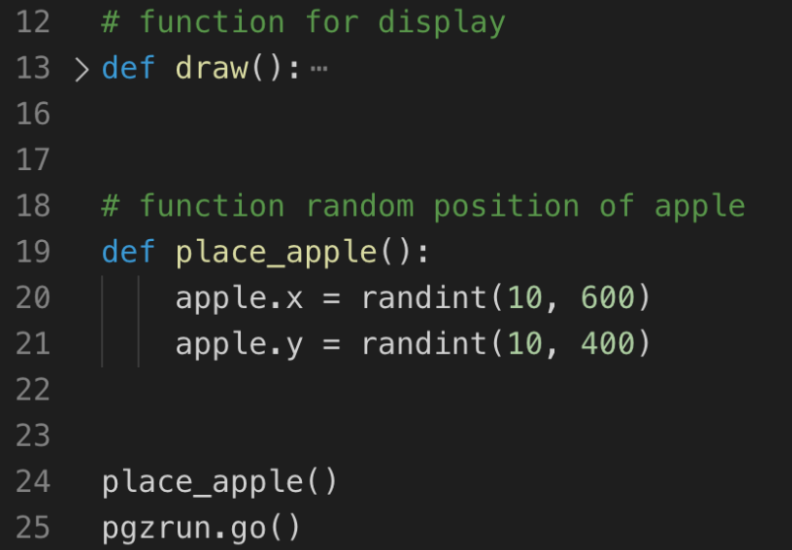 12 # function for display
13 > def draw(): ⋯
16
17
18 # function random position of apple
19 def place_apple():
20 apple.x = randint(10, 600)
21 apple.y = randint(10, 400)
22
23
24 place_apple()
25 pgzrun.go()